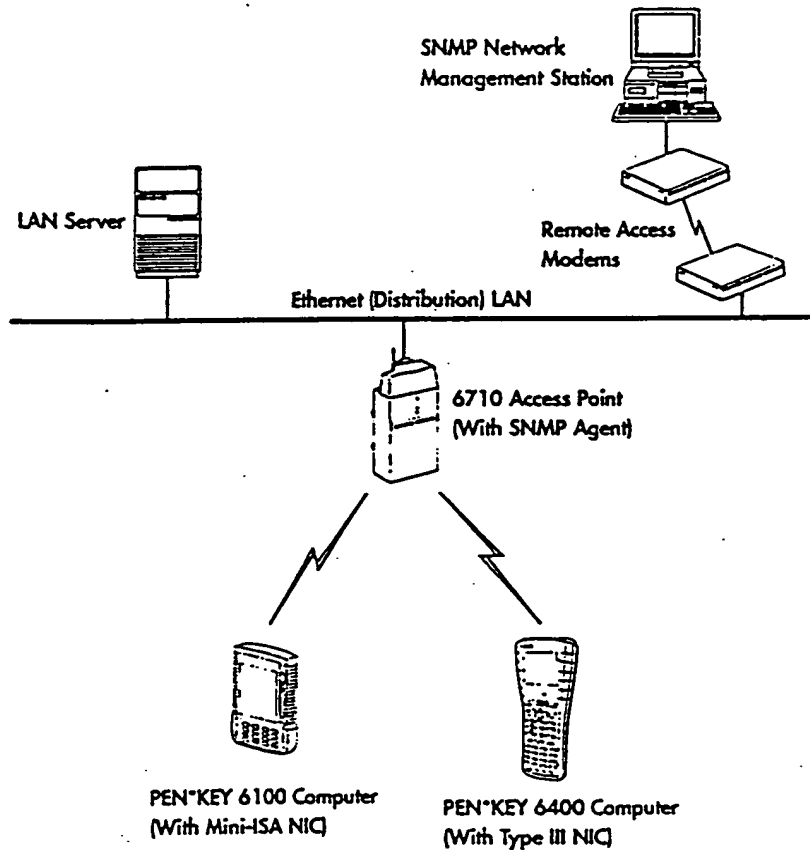 SNMP Network
Management Station
LAN Server
Remote Access
Modems
Ethernet (Distribution) LAN
6710 Access Point
(With SNMP Agent)
PEN*KEY 6100 Computer
(With Mini-ISA NIC)
PEN*KEY 6400 Computer
(With Type III NIC)